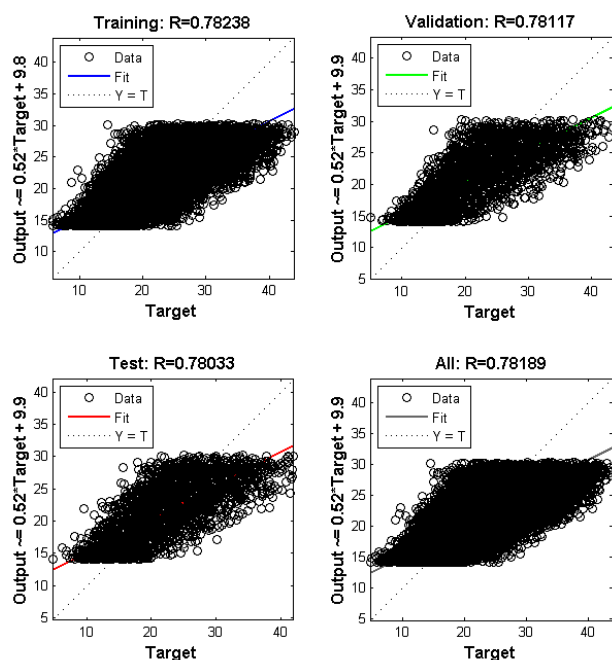 Training: R=0.78238
Output ~= 0.52*Target + 9.8
40
35
30
25
20
15
10
Data
Fit
Y = T
10
20
30
40
Target
Validation: R=0.78117
Output ~= 0.52*Target + 9.9
40
35
30
25
20
15
10
5
Data
Fit
Y = T
10
20
30
40
Target
Test: R=0.78033
Output ~= 0.52*Target + 9.9
40
35
30
25
20
15
10
5
Data
Fit
Y = T
10
20
30
40
Target
All: R=0.78189
Output ~= 0.52*Target + 9.9
40
35
30
25
20
15
10
5
Data
Fit
Y = T
10
20
30
40
Target